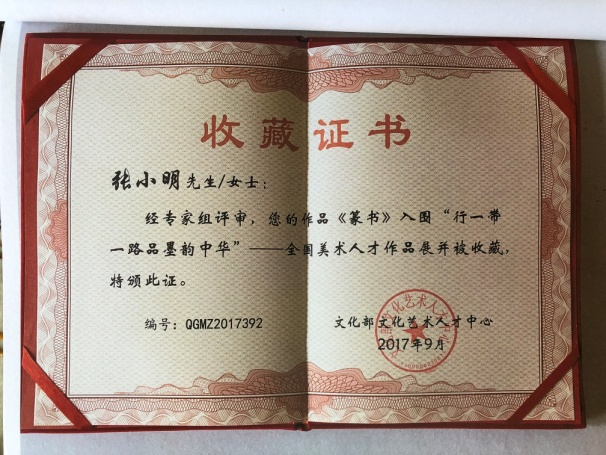 收藏证书
张小明先生/女士：
经专家组评审，您的作品《篆书》入围“行一带
一路品墨韵中华”——全国美术人才作品展并被收藏，
特颁此证。
编号：QGMZ2017392
文化部文化艺术人才中心
2017年9月